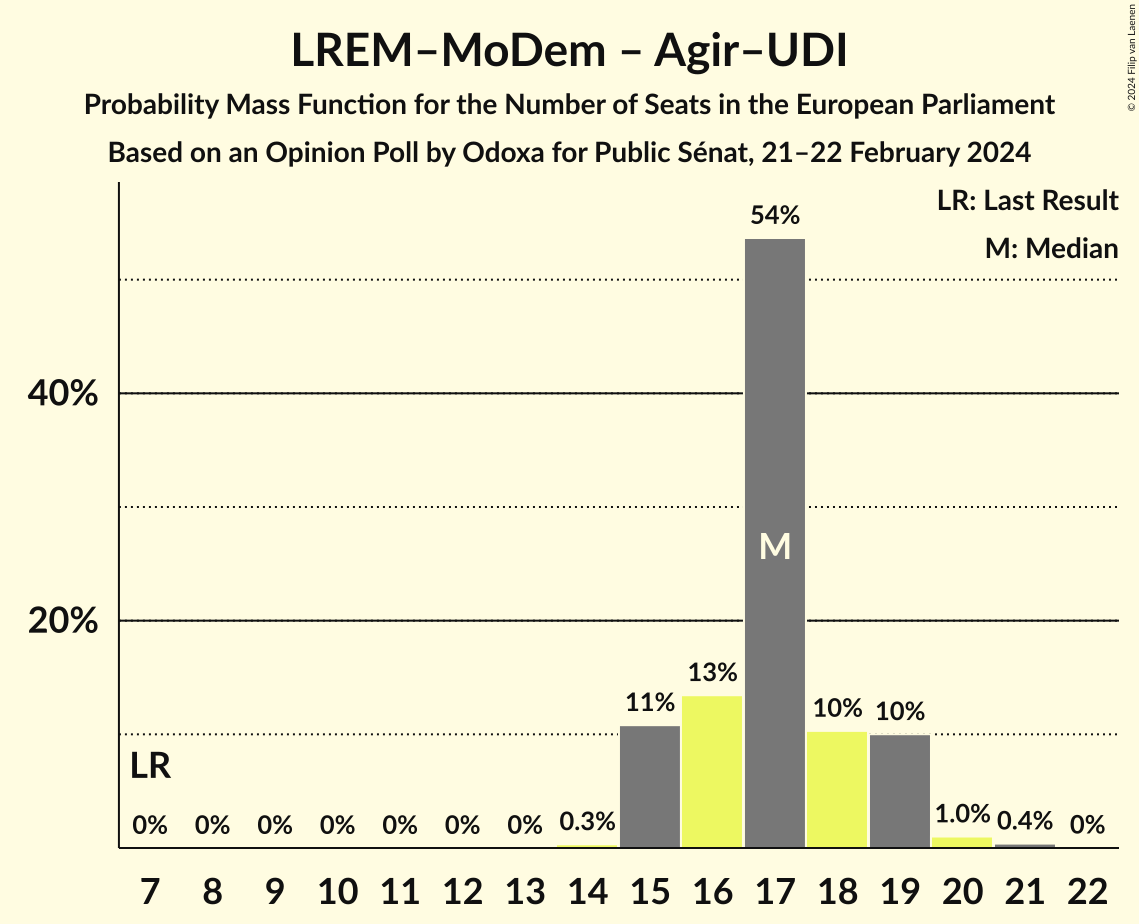 LREM–MoDem – Agir–UDI
Probability Mass Function for the Number of Seats in the European Parliament
Based on an Opinion Poll by Odoxa for Public Sénat, 21–22 February 2024
© 2024 Filip van Laenen
LR: Last Result
M: Median
54%
40%
M
20%
13%
11%
10% 10%
LR
0% 0% 0% 0% 0% 0% 0% 0.3% 1.0% 0.4% 0%
7 8 9 10 11 12 13 14 15 16 17 18 19 20 21 22